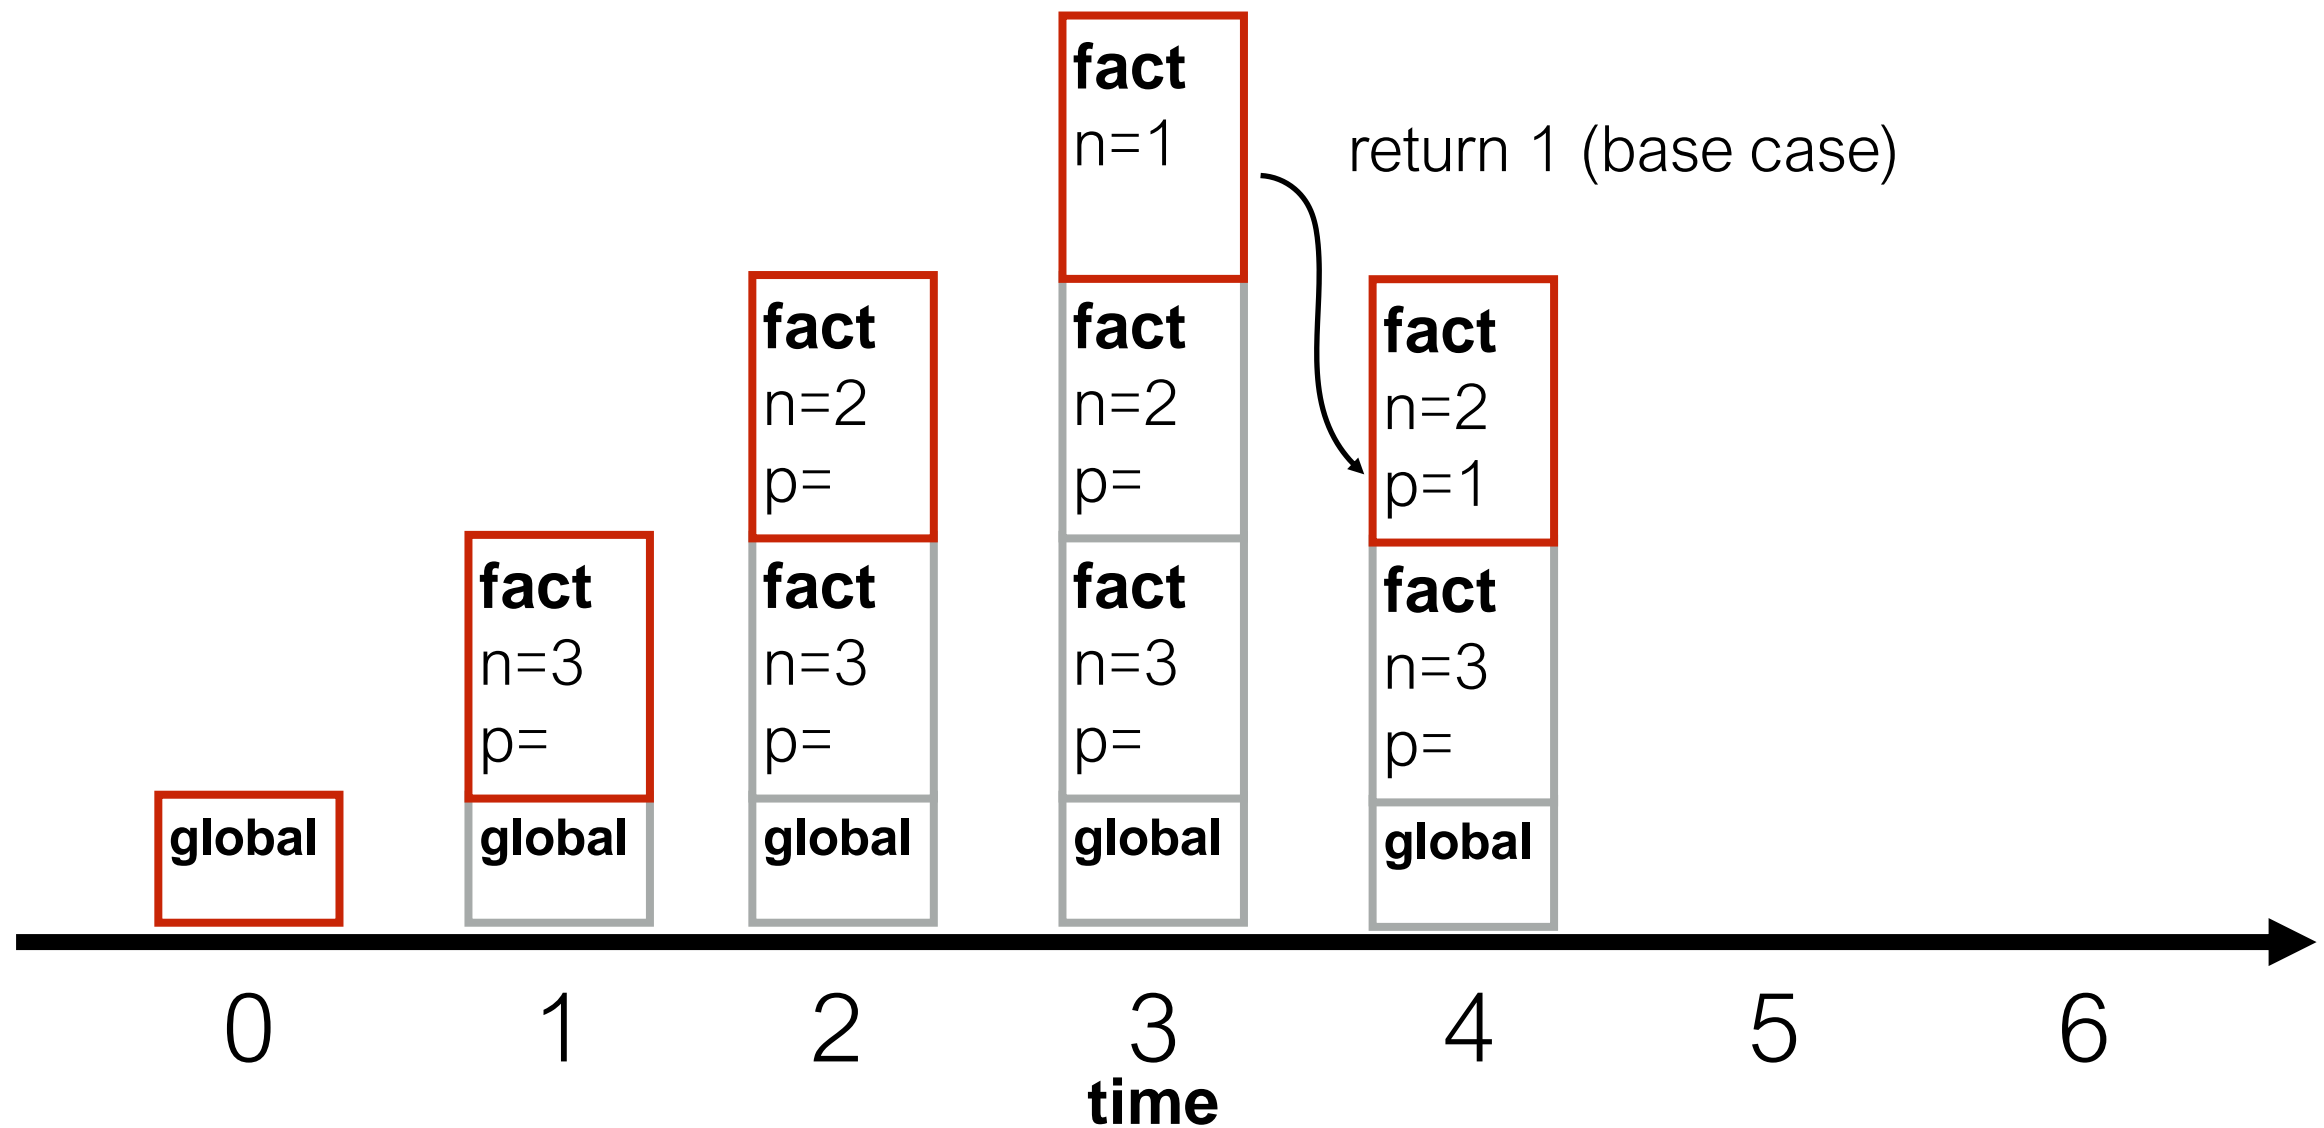 global
fact
n=3
p=
global
fact
n=2
p=
fact
n=3
p=
global
fact
n=1
fact
n=2
p=
fact
n=3
p=
global
return 1 (base case)
fact
n=2
p=1
fact
n=3
p=
global
0 1 2 3 4 5 6
time